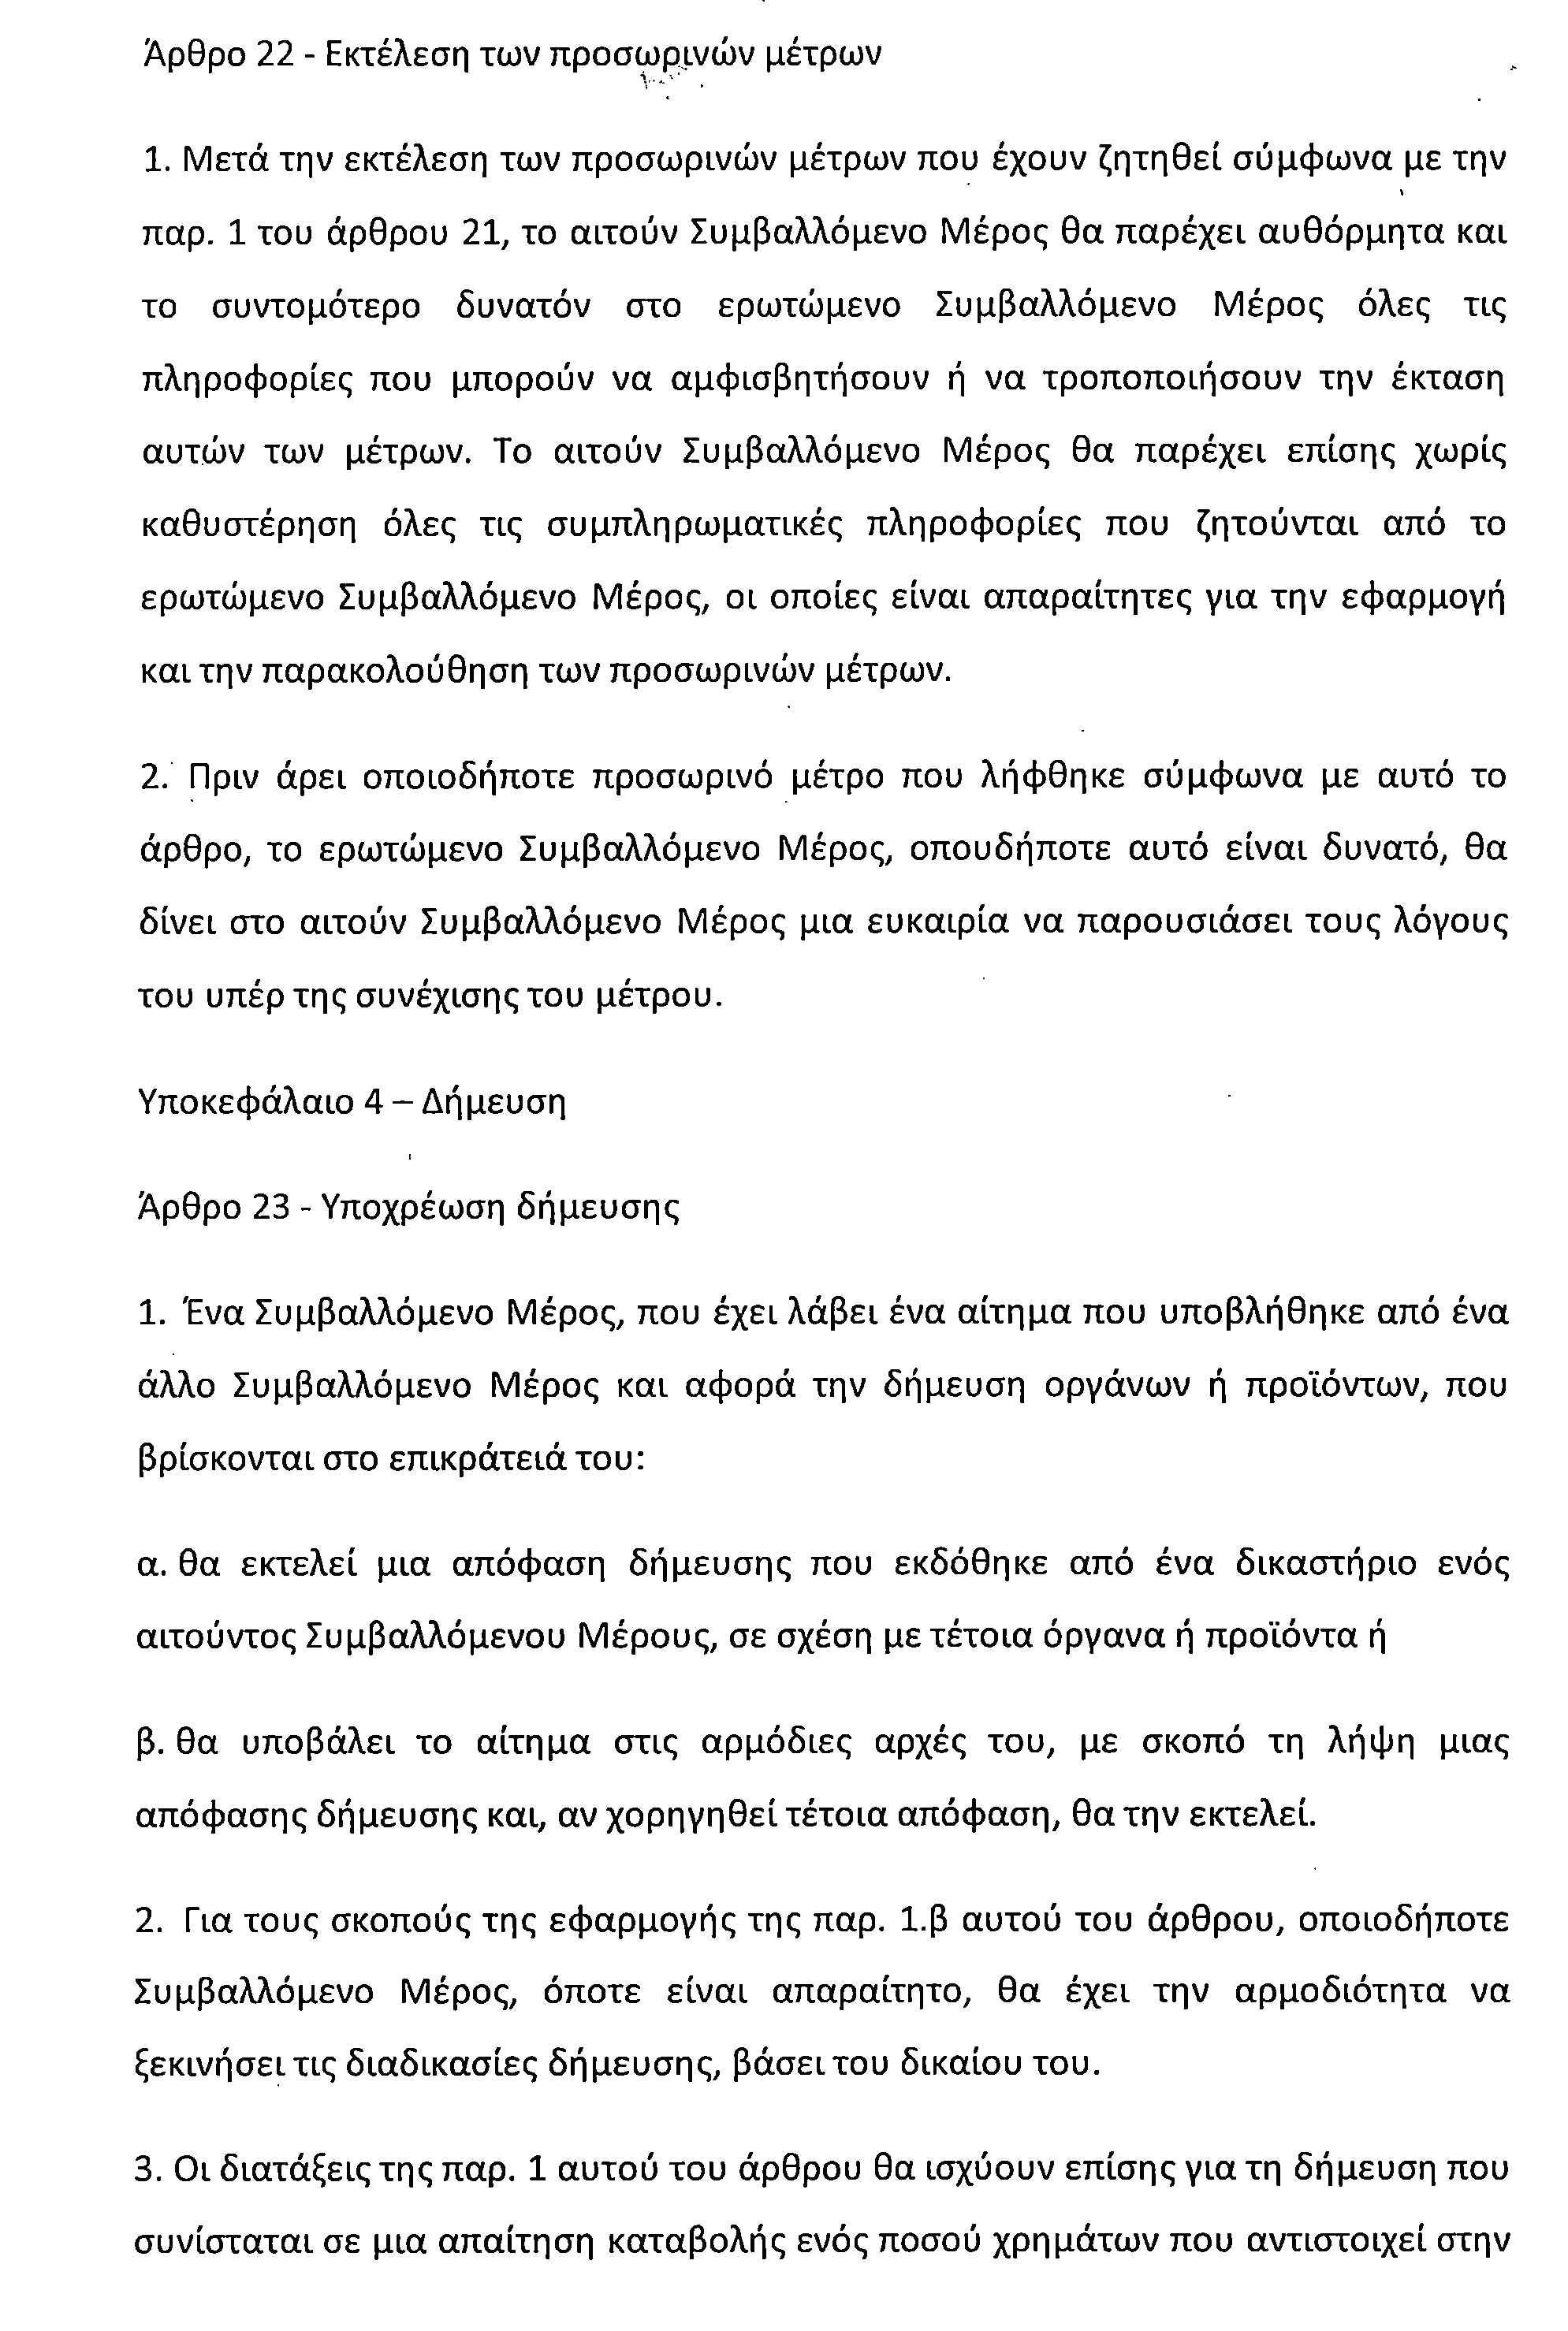 Άρθρο 22 - Εκτέλεση των προσωρινών μέτρων
1. Μετά την εκτέλεση των προσωρινών μέτρων που έχουν ζητηθεί σύμφωνα με την
παρ. 1 του άρθρου 21, το αιτούν Συμβαλλόμενο Μέρος θα παρέχει αυθόρμητα και
το συντομότερο δυνατόν στο ερωτώμενο Συμβαλλόμενο Μέρος όλες τις
πληροφορίες που μπορούν να αμφισβητήσουν ή να τροποποιήσουν την έκταση
αυτών των μέτρων. Το αιτούν Συμβαλλόμενο Μέρος θα παρέχει επίσης χωρίς
καθυστέρηση όλες τις συμπληρωματικές πληροφορίες που ζητούνται από το
ερωτώμενο Συμβαλλόμενο Μέρος, οι οποίες είναι απαραίτητες για την εφαρμογή
και την παρακολούθηση των προσωρινών μέτρων.
2. Πριν άρει οποιοδήποτε προσωρινό μέτρο που λήφθηκε σύμφωνα με αυτό το
άρθρο, το ερωτώμενο Συμβαλλόμενο Μέρος, οπουδήποτε αυτό είναι δυνατό, θα
δίνει στο αιτούν Συμβαλλόμενο Μέρος μια ευκαιρία να παρουσιάσει τους λόγους
του υπέρ της συνέχισης του μέτρου.
Υποκεφάλαιο 4 – Δήμευση
Άρθρο 23 - Υποχρέωση δήμευσης
1. Ένα Συμβαλλόμενο Μέρος, που έχει λάβει ένα αίτημα που υποβλήθηκε από ένα
άλλο Συμβαλλόμενο Μέρος και αφορά την δήμευση οργάνων ή προϊόντων, που
βρίσκονται στο επικράτειά του:
α. θα εκτελεί μια απόφαση δήμευσης που εκδόθηκε από ένα δικαστήριο ενός
αιτούντος Συμβαλλόμενου Μέρους, σε σχέση με τέτοια όργανα ή προϊόντα ή
β. θα υποβάλει το αίτημα στις αρμόδιες αρχές του, με σκοπό τη λήψη μιας
απόφασης δήμευσης και, αν χορηγηθεί τέτοια απόφαση, θα την εκτελεί.
2. Για τους σκοπούς της εφαρμογής της παρ. 1.β αυτού του άρθρου, οποιοδήποτε
Συμβαλλόμενο Μέρος, όποτε είναι απαραίτητο, θα έχει την αρμοδιότητα να
ξεκινήσει τις διαδικασίες δήμευσης, βάσει του δικαίου του.
3. Οι διατάξεις της παρ. 1 αυτού του άρθρου θα ισχύουν επίσης για τη δήμευση που
συνίσταται σε μια απαίτηση καταβολής ενός ποσού χρημάτων που αντιστοιχεί στην